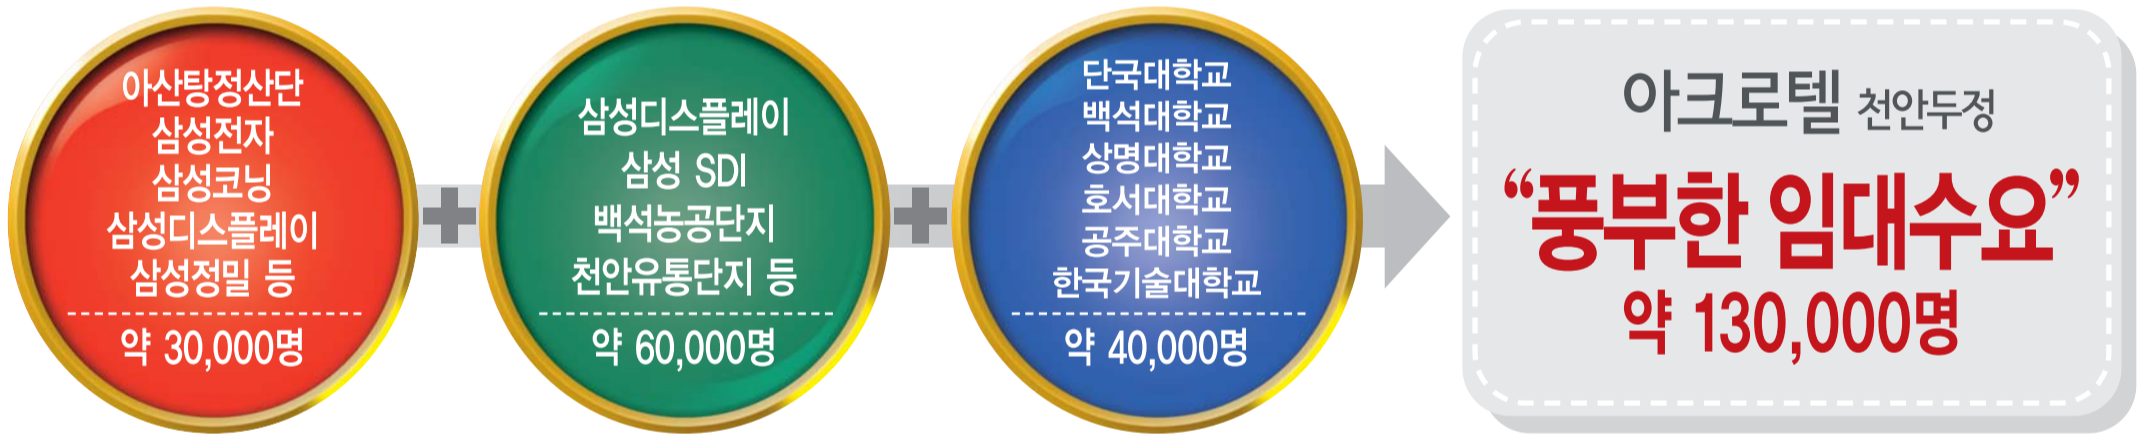 아산탕정산단
삼성전자
삼성코닝
삼성디스플레이
삼성정밀 등
약 30,000명
+
삼성디스플레이
삼성 SDI
백석농공단지
천안유통단지 등
약 60,000명
+
단국대학교
백석대학교
상명대학교
호서대학교
공주대학교
한국기술대학교
약 40,000명
아크로텔 천안두정
“풍부한 임대수요”
약 130,000명